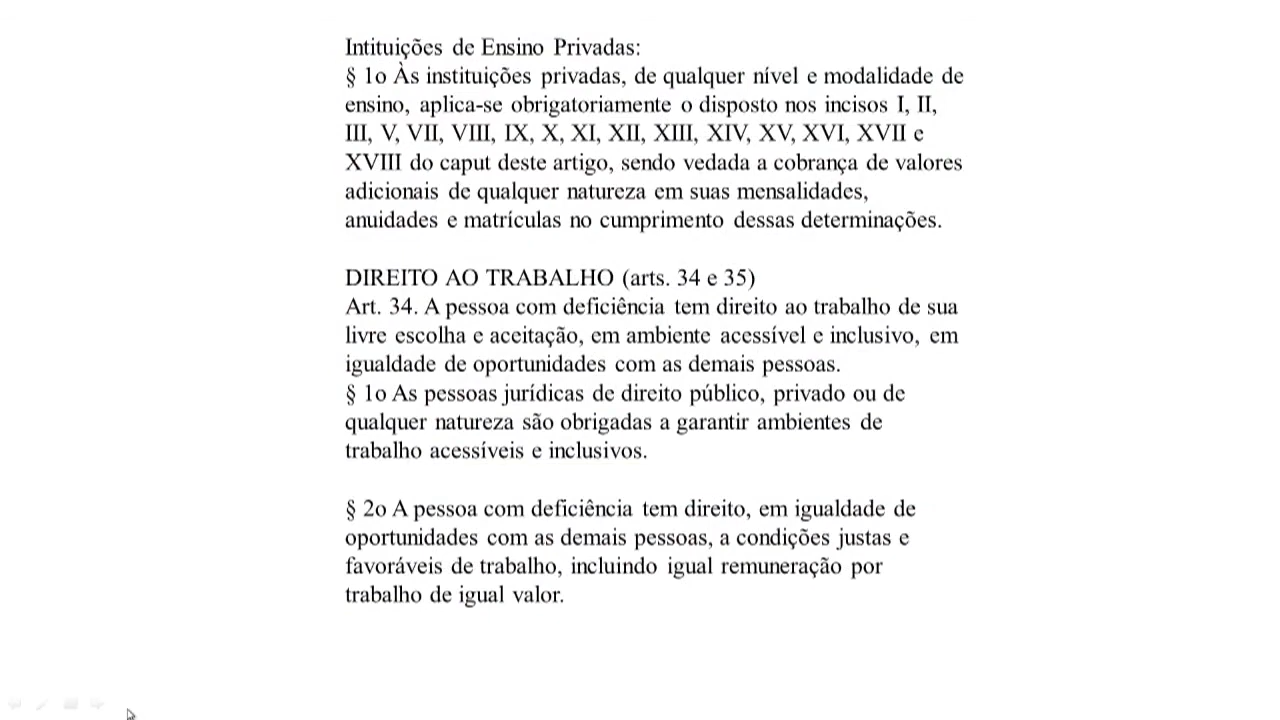 Intituições de Ensino Privadas:
§ 1o Às instituições privadas, de qualquer nível e modalidade de
ensino, aplica-se obrigatoriamente o disposto nos incisos I, II,
III, V, VII, VIII, IX, X, XI, XII, XIII, XIV, XV, XVI, XVII e
XVIII do caput deste artigo, sendo vedada a cobrança de valores
adicionais de qualquer natureza em suas mensalidades,
anuidades e matrículas no cumprimento dessas determinações.
DIREITO AO TRABALHO (arts. 34 e 35)
Art. 34. A pessoa com deficiência tem direito ao trabalho de sua
livre escolha e aceitação, em ambiente acessível e inclusivo, em
igualdade de oportunidades com as demais pessoas.
§ 1o As pessoas jurídicas de direito público, privado ou de
qualquer natureza são obrigadas a garantir ambientes de
trabalho acessíveis e inclusivos.
§ 2o A pessoa com deficiência tem direito, em igualdade de
oportunidades com as demais pessoas, a condições justas e
favoráveis de trabalho, incluindo igual remuneração por
trabalho de igual valor.